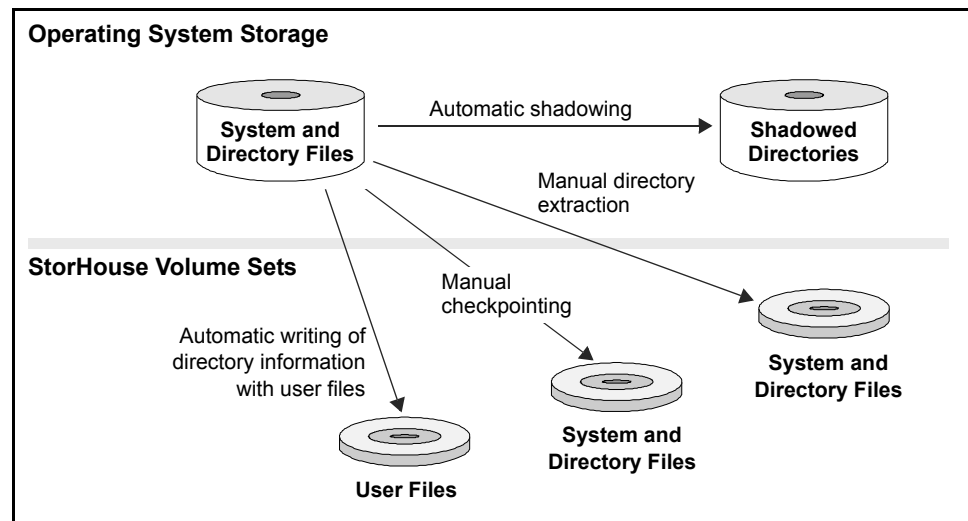 Operating System Storage
System and
Directory Files
Automatic shadowing
Shadowed
Directories
Manual directory
extraction
StorHouse Volume Sets
Manual
checkpointing
Automatic writing of
directory information
with user files
System and
Directory Files
System and
Directory Files
User Files